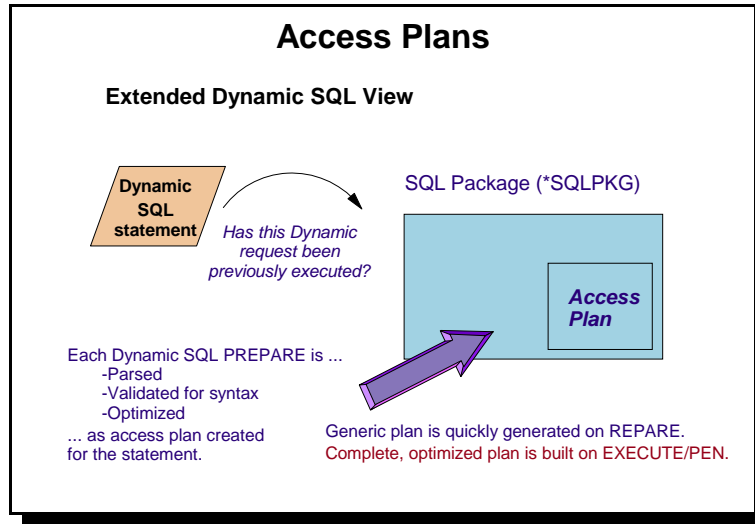 Access Plans
Extended Dynamic SQL View
Dynamic
SQL
statement
Has this Dynamic
request been
previously executed?
SQL Package (*SQLPKG)
Access
Plan
Each Dynamic SQL PREPARE is ...
-Parsed
-Validated for syntax
-Optimized
... as access plan created
for the statement.
Generic plan is quickly generated on REPARE.
Complete, optimized plan is built on EXECUTE/PEN.